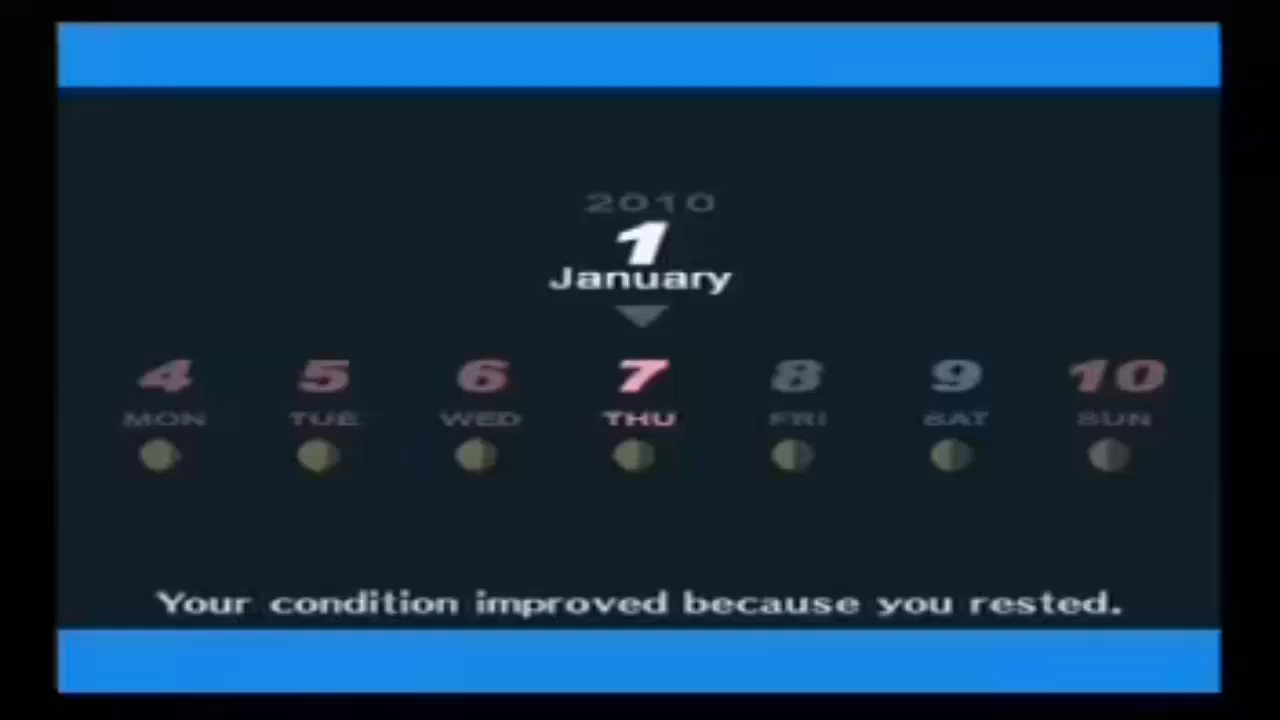 2010
1
January
4 5 6 7 8 9 10
MON TUE WED THU FRI SAT SUN
Your condition improved because you rested.